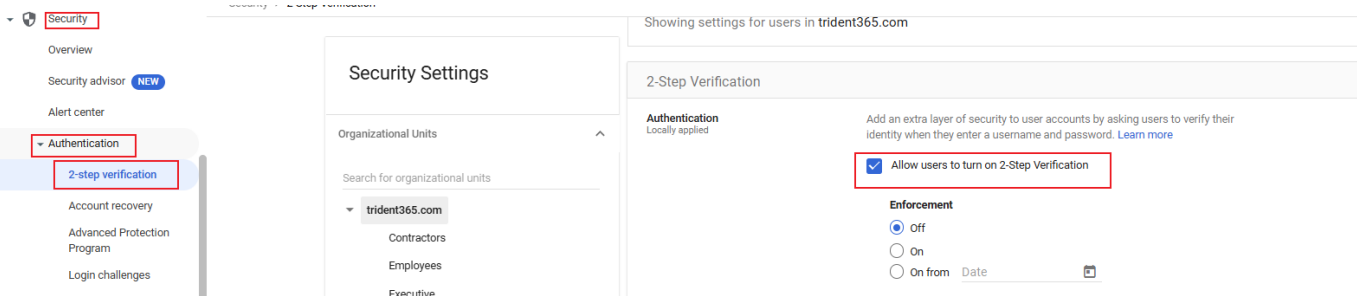 Security
Overview
Security advisor NEW
Alert center
Authentication
2-step verification
Account recovery
Advanced Protection
Program
Login challenges
Security > 2-Step Verification
Security Settings
Organizational Units
Search for organizational units
trident365.com
Contractors
Employees
Executive
Showing settings for users in trident365.com
2-Step Verification
Authentication
Locally applied
Add an extra layer of security to user accounts by asking users to verify their
identity when they enter a username and password. Learn more
Allow users to turn on 2-Step Verification
Enforcement
Off
On
On from Date